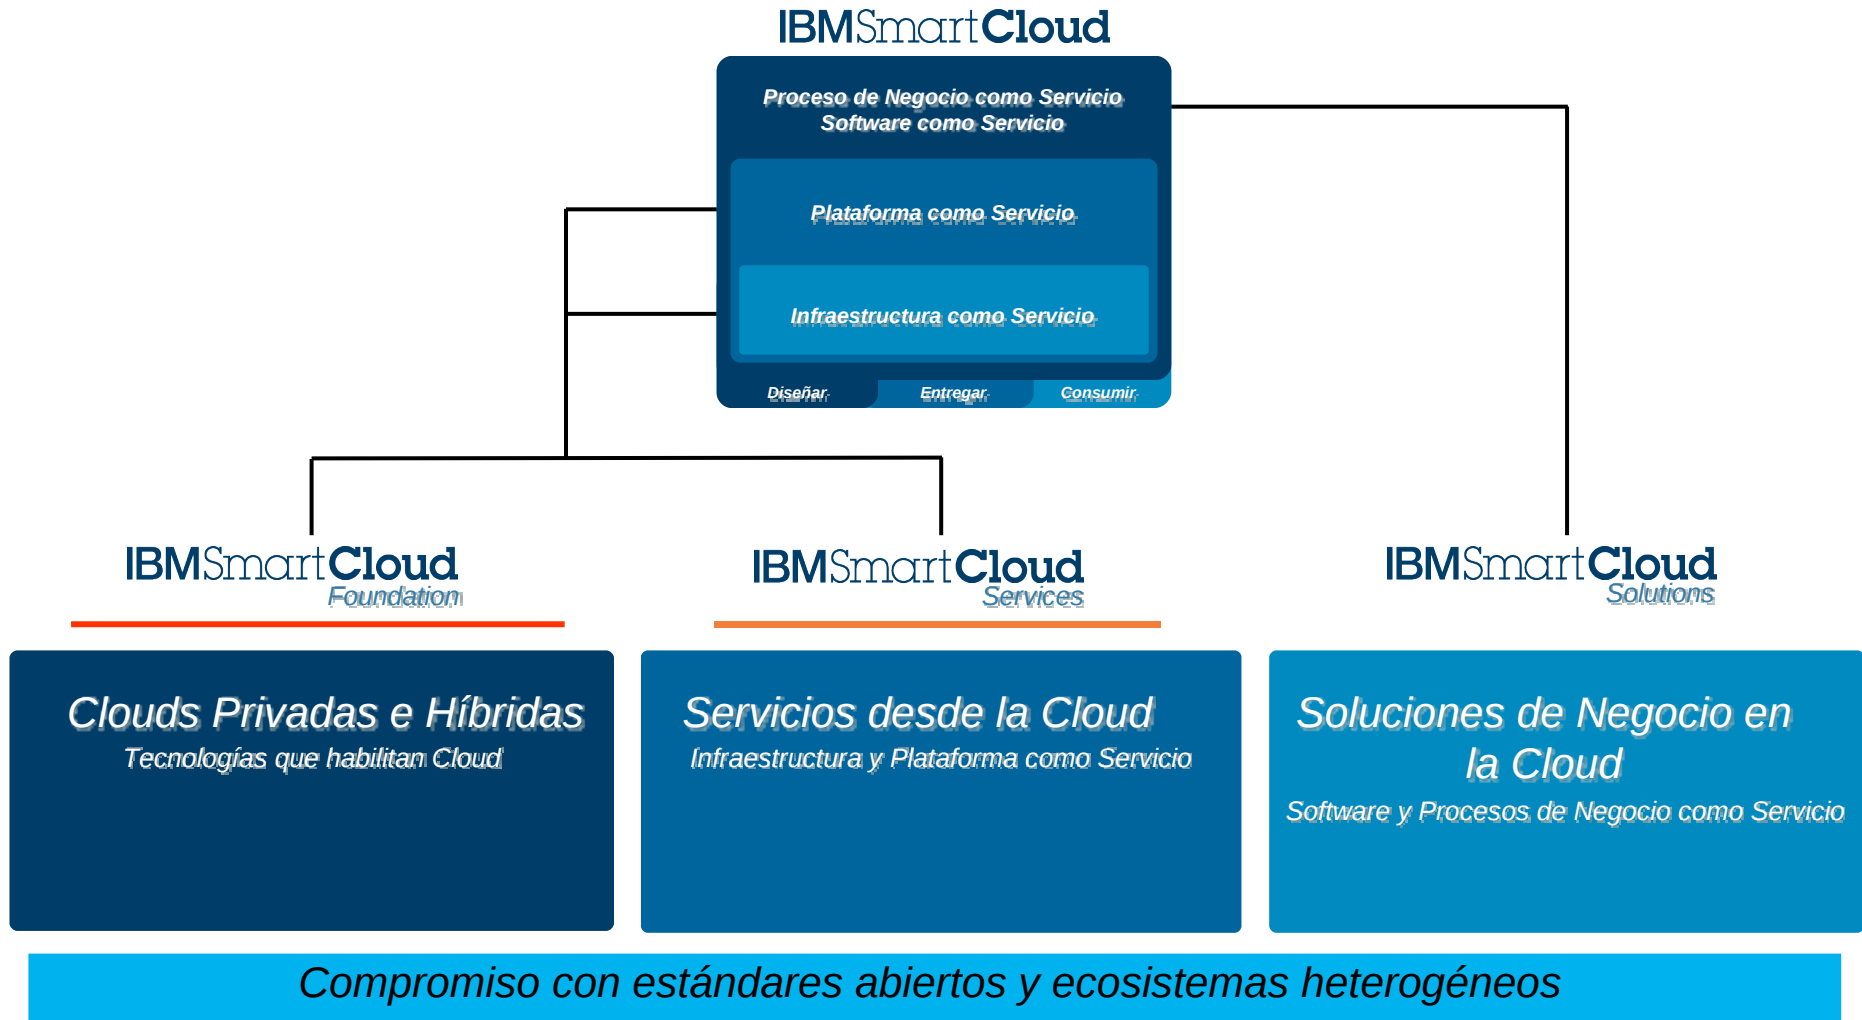 IBMSmartCloud
Proceso de Negocio como Servicio
Software como Servicio
Plataforma como Servicio
Infraestructura como Servicio
Diseñar Entregar Consumir
IBMSmartCloud
Foundation
IBMSmartCloud
Services
IBMSmartCloud
Solutions
Clouds Privadas e Híbridas
Tecnologías que habilitan Cloud
Servicios desde la Cloud
Infraestructura y Plataforma como Servicio
Soluciones de Negocio en
la Cloud
Software y Procesos de Negocio como Servicio
Compromiso con estándares abiertos y ecosistemas heterogéneos